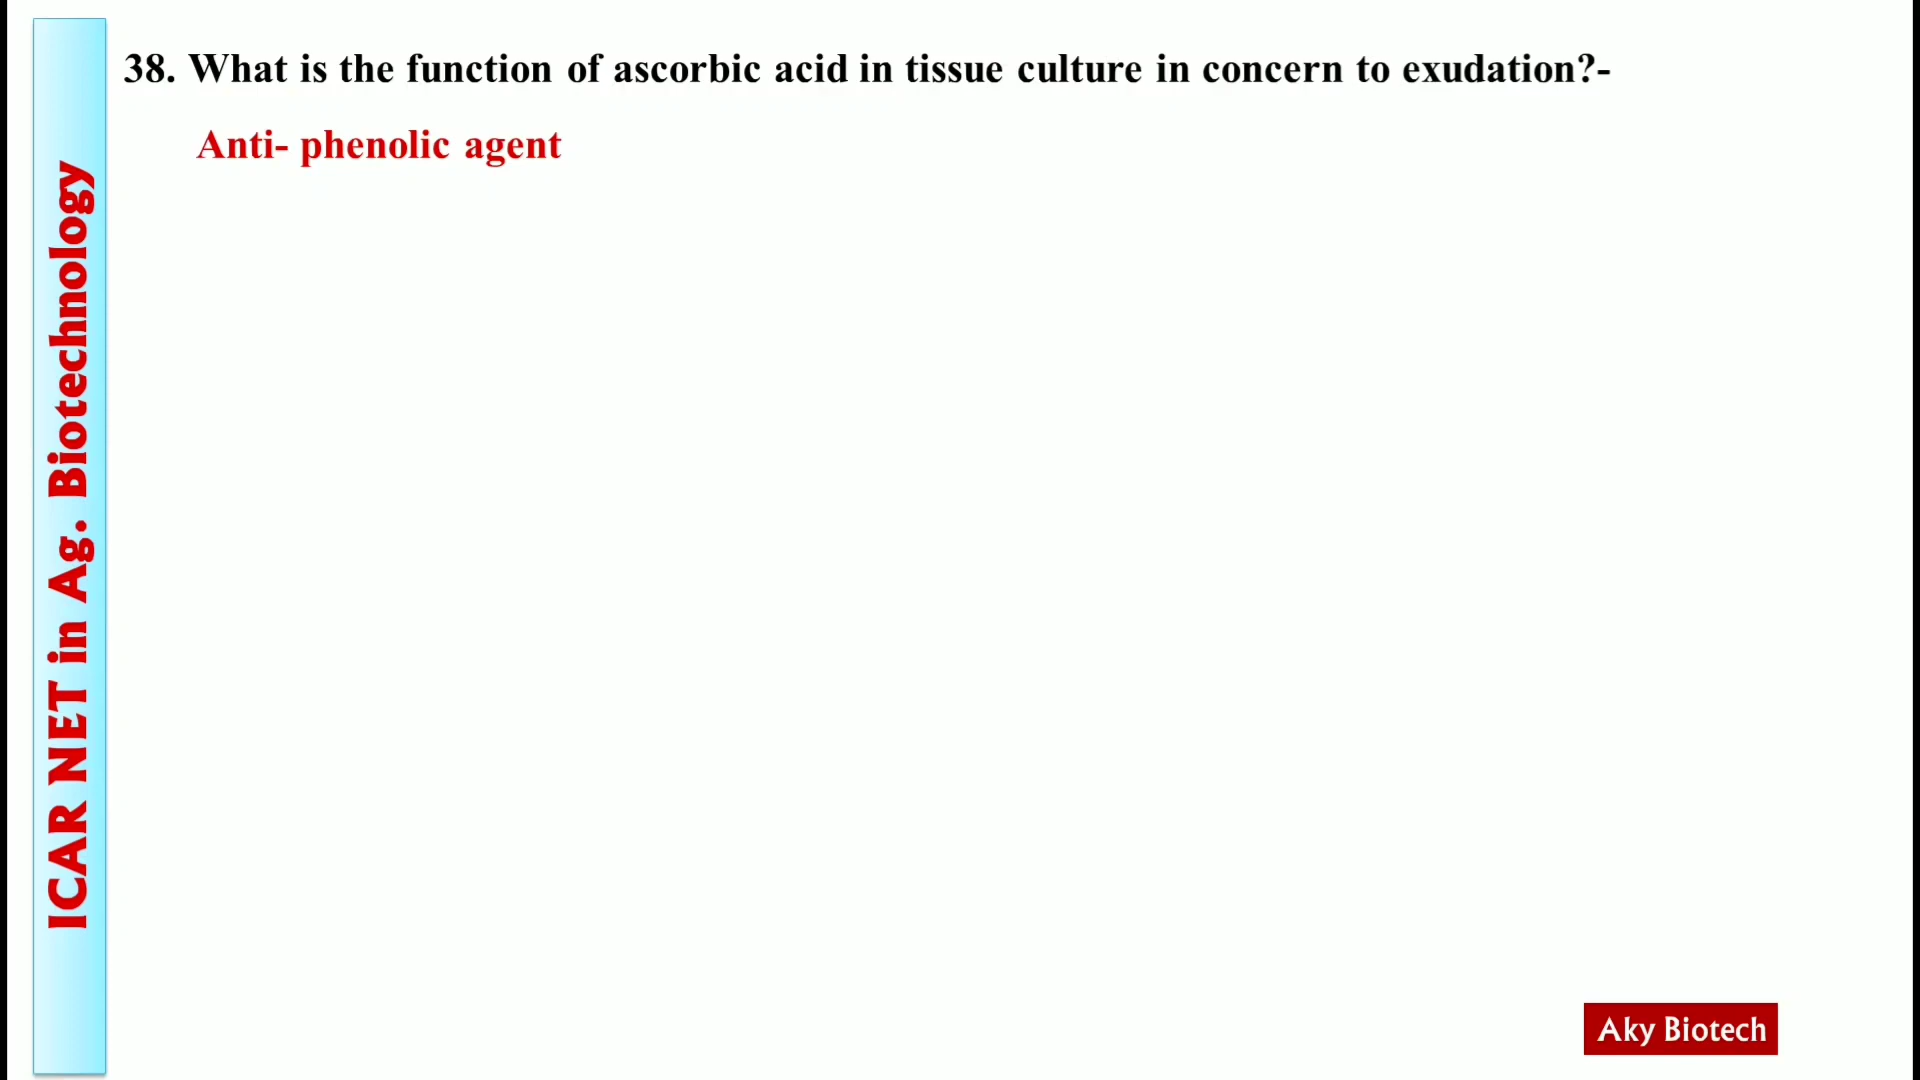 38. What is the function of ascorbic acid in tissue culture in concern to exudation?-
Anti- phenolic agent
ICAR NET in Ag. Biotechnology
Aky Biotech